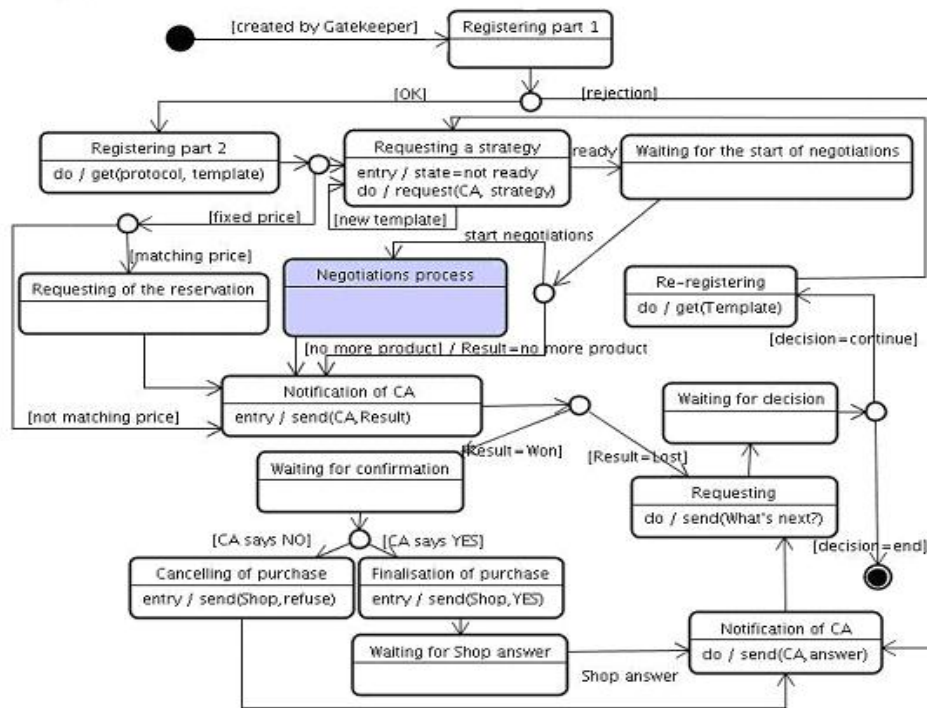 [created by GateKeeper]
Registering part 1
[OK]
[rejection]
Registering part 2
do / get(protocol, template)
Requesting a strategy
entry / state=not ready
do / request(CA, strategy)
ready
Waiting for the start of negotiations
[fixed price]
[new template]
[matching price]
start negotiations
Requesting of the reservation
Negotiations process
Re-registering
do / get(Template)
[no more product] / Result=no more product
[decision=continue]
Notification of CA
entry / send(CA,Result)
[not matching price]
Waiting for decision
[Result=Won]
[Result=Lost]
Waiting for confirmation
Requesting
do / send(What's next?)
[CA says NO]
[CA says YES]
[decision=end]
Cancelling of purchase
entry / send(Shop,refuse)
Finalisation of purchase
entry / send(Shop,YES)
Notification of CA
do / send(CA,answer)
Waiting for Shop answer
Shop answer